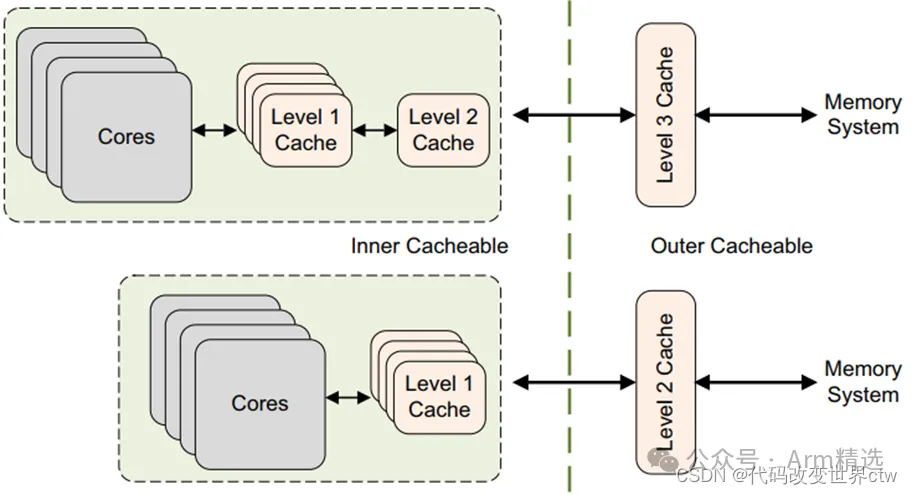 Cores
Level 1
Cache
Level 2
Cache
Level 3 Cache
Memory
System
Inner Cacheable
Outer Cacheable
Cores
Level 1
Cache
Level 2 Cache
Memory
System
公众号 · Arm精选
CSDN @代码改变世界ctw